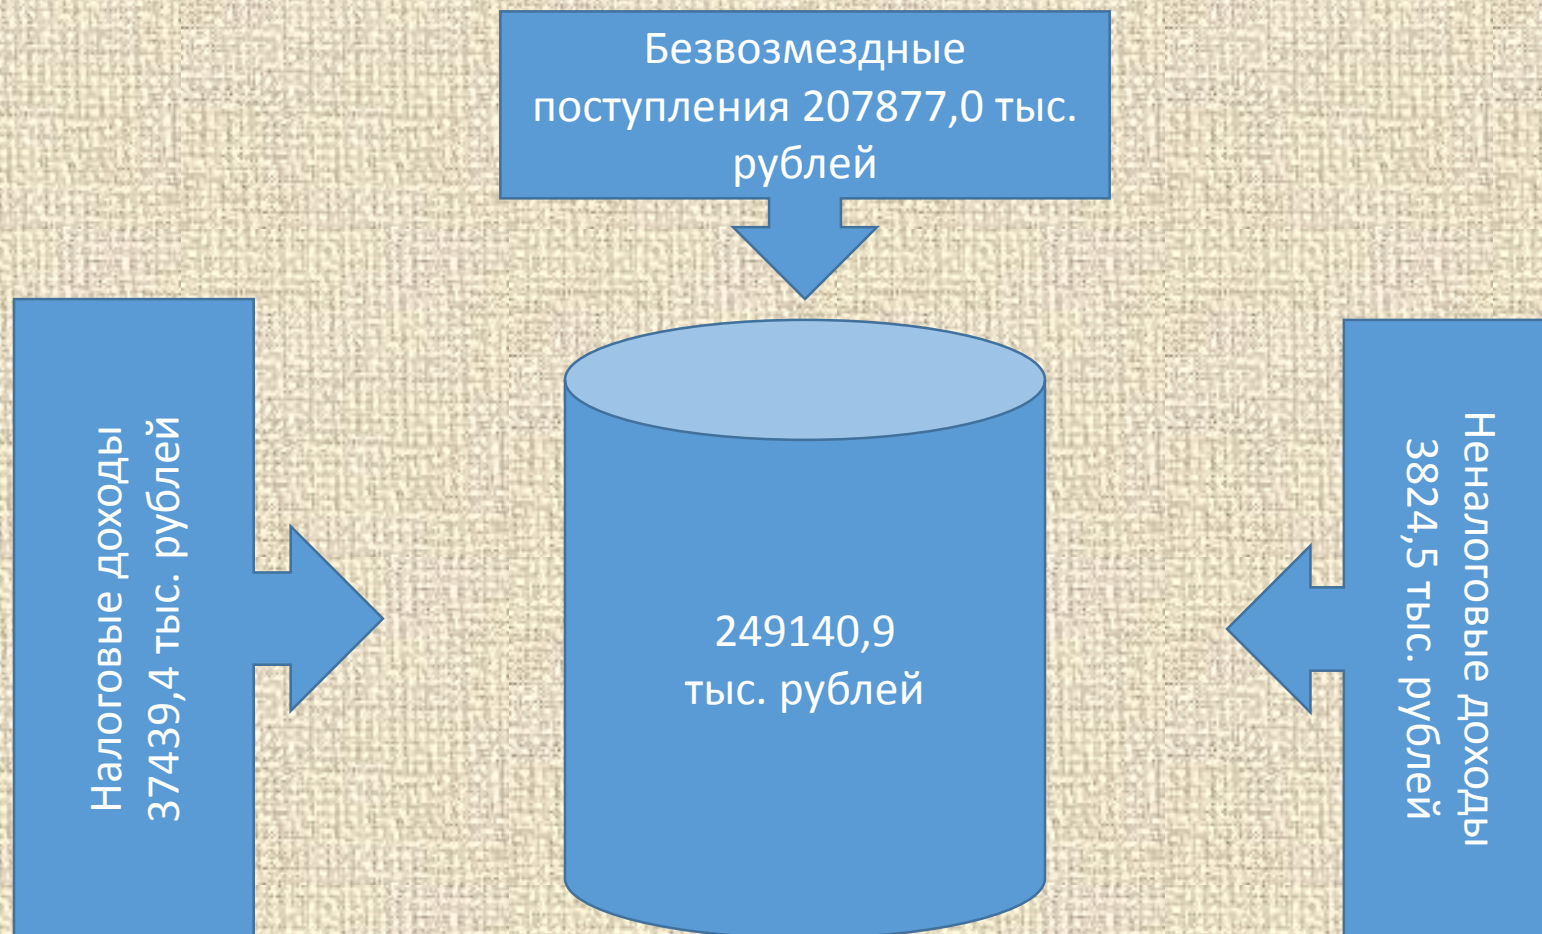 Безвозмездные
поступления 207877,0 тыс.
рублей
Налоговые доходы
37439,4 тыс. рублей
249140,9
тыс. рублей
Неналоговые доходы
3824,5 тыс. рублей